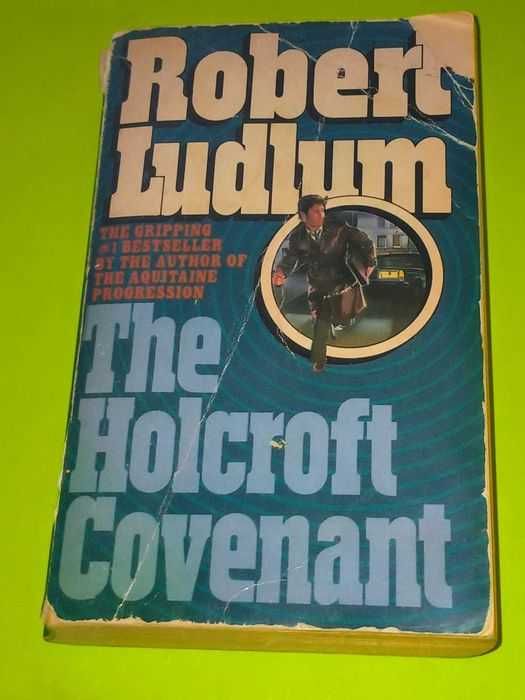 Robert
Ludlum
THE GRIPPING
#1 BESTSELLER
BY THE AUTHOR OF
THE AQUITAINE
PROGRESSION
The
Holcroft
Covenant